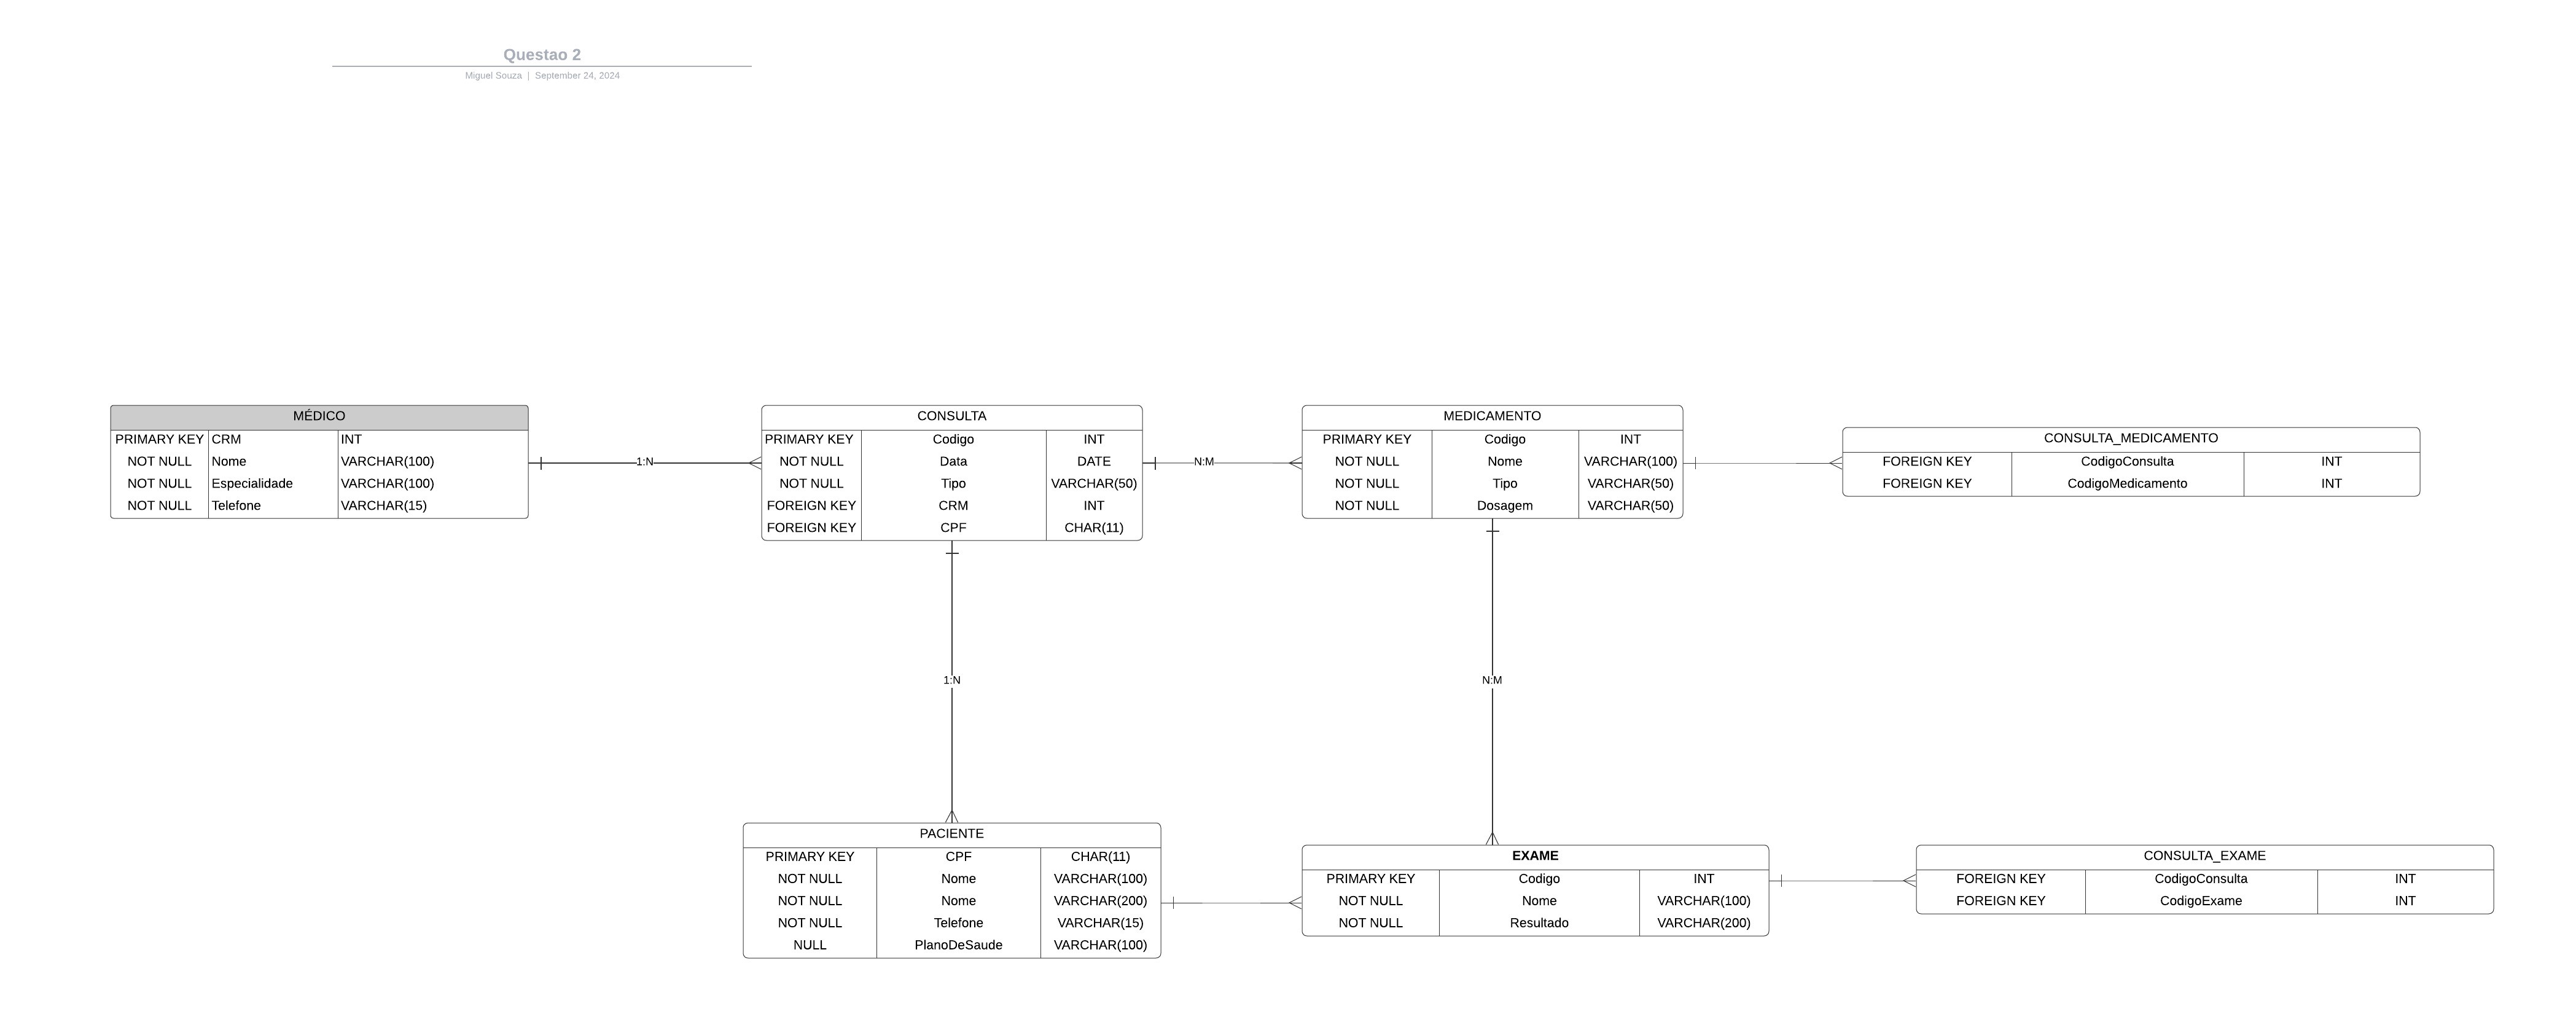 Questao 2
Miguel Souza | September 24, 2024
MÉDICO
PRIMARY KEY CRM INT
NOT NULL Nome VARCHAR(100)
NOT NULL Especialidade VARCHAR(100)
NOT NULL Telefone VARCHAR(15)
1:N
CONSULTA
PRIMARY KEY Codigo INT
NOT NULL Data DATE
NOT NULL Tipo VARCHAR(50)
FOREIGN KEY CRM INT
FOREIGN KEY CPF CHAR(11)
N:M
MEDICAMENTO
PRIMARY KEY Codigo INT
NOT NULL Nome VARCHAR(100)
NOT NULL Tipo VARCHAR(50)
NOT NULL Dosagem VARCHAR(50)
CONSULTA_MEDICAMENTO
FOREIGN KEY CodigoConsulta INT
FOREIGN KEY CodigoMedicamento INT
1:N
N:M
PACIENTE
PRIMARY KEY CPF CHAR(11)
NOT NULL Nome VARCHAR(100)
NOT NULL Nome VARCHAR(200)
NOT NULL Telefone VARCHAR(15)
NULL PlanoDeSaude VARCHAR(100)
EXAME
PRIMARY KEY Codigo INT
NOT NULL Nome VARCHAR(100)
NOT NULL Resultado VARCHAR(200)
CONSULTA_EXAME
FOREIGN KEY CodigoConsulta INT
FOREIGN KEY CodigoExame INT